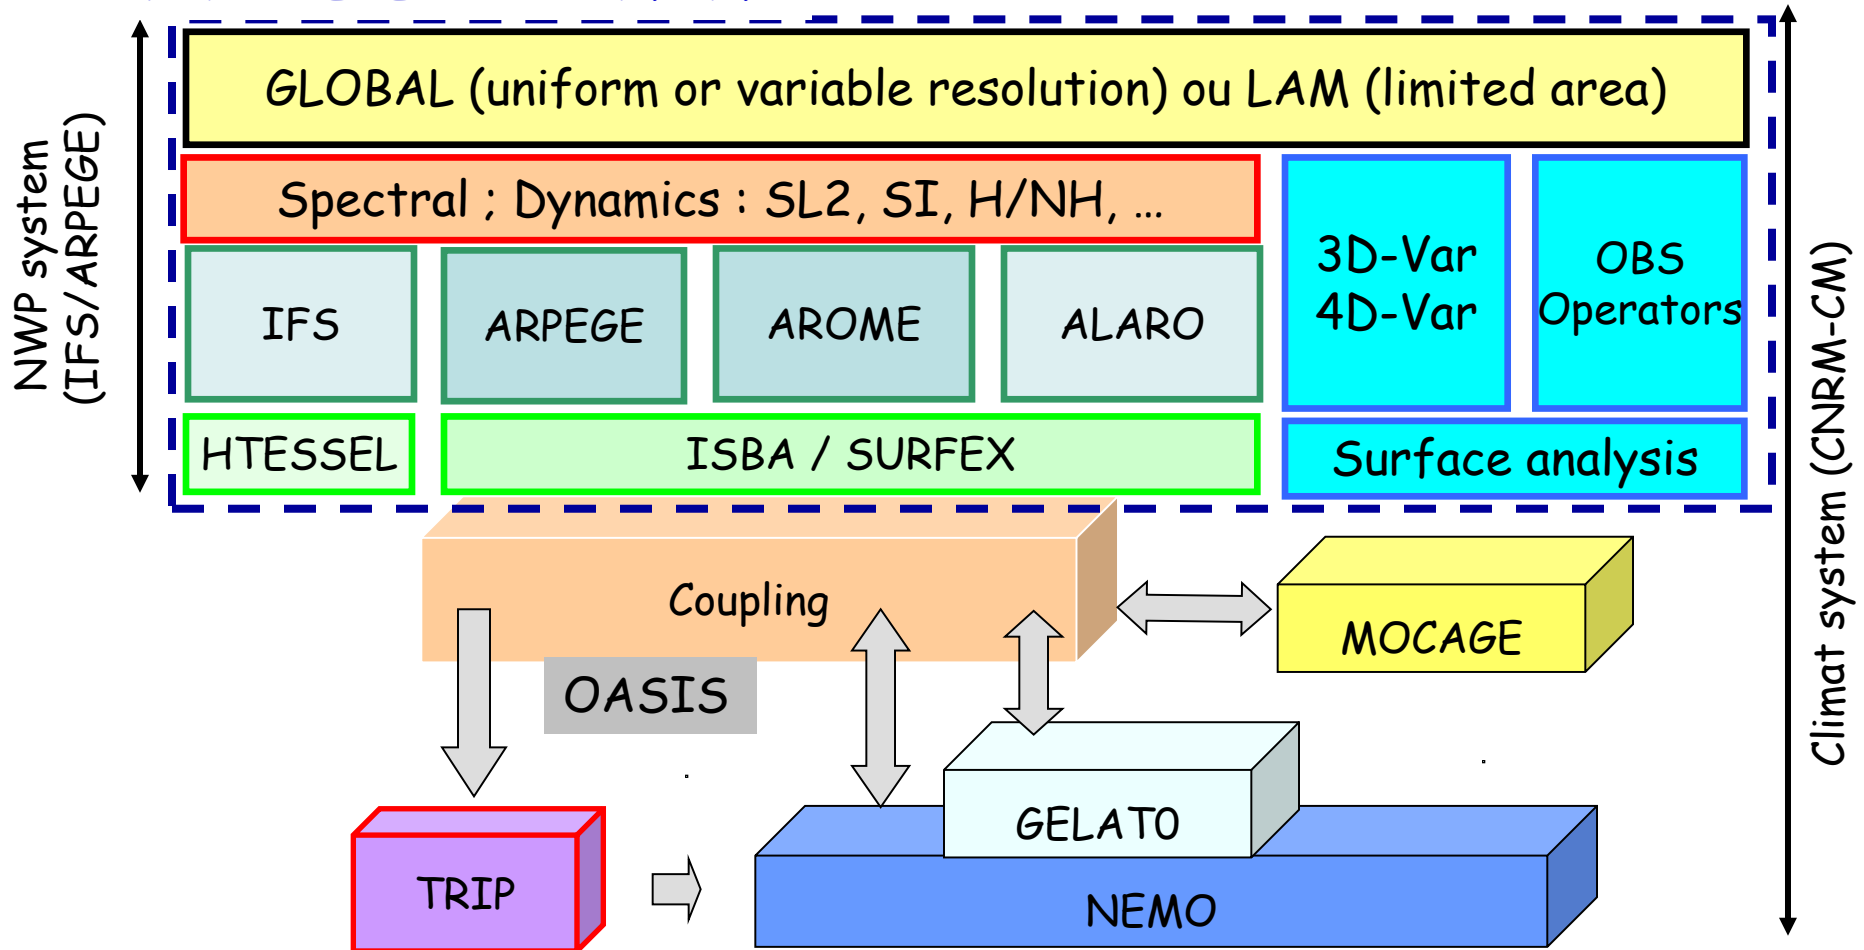 GLOBAL (uniform or variable resolution) ou LAM (limited area)
NWP system
(IFS/ARPEGE)
Spectral ; Dynamics : SL2, SI, H/NH, ...
3D-Var
4D-Var
OBS
Operators
IFS
ARPEGE
AROME
ALARO
HTESSEL
ISBA / SURFEX
Surface analysis
Climat system (CNRM-CM)
Coupling
MOCAGE
OASIS
GELATO
TRIP
NEMO